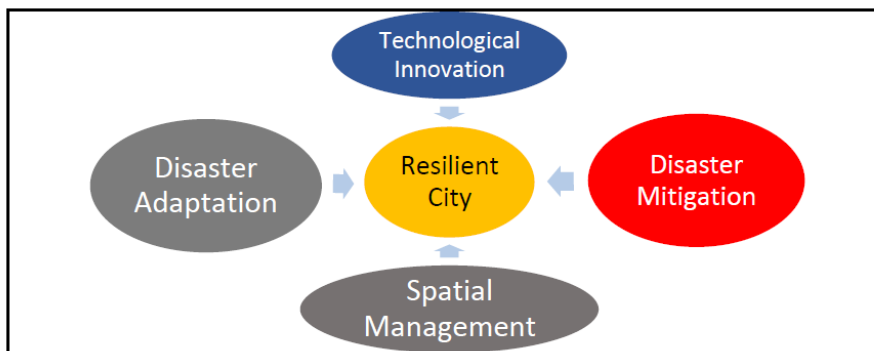 Technological
Innovation
Disaster
Adaptation
Resilient
City
Disaster
Mitigation
Spatial
Management